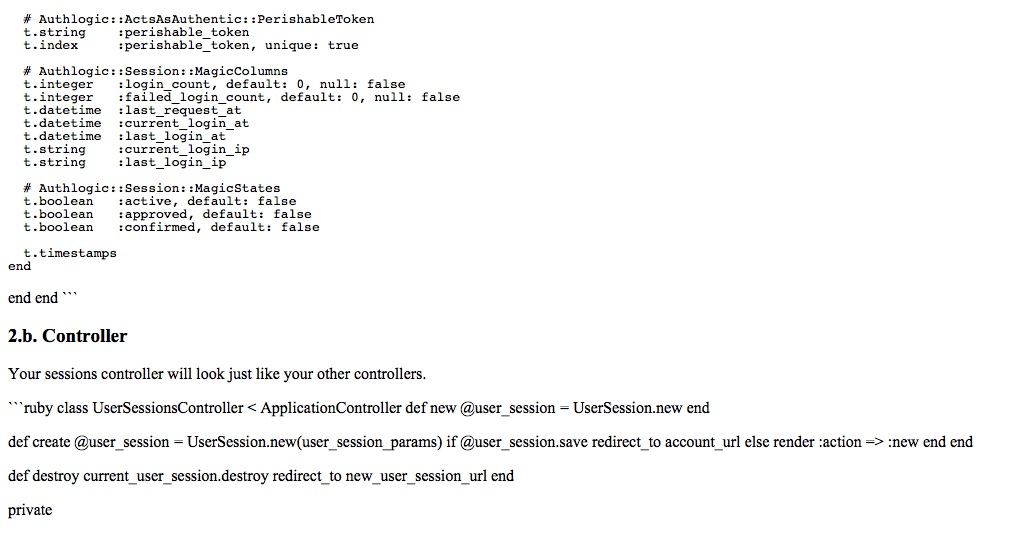 # Authlogic::ActsAsAuthentic::PerishableToken
t.string    :perishable_token
t.index     :perishable_token, unique: true
# Authlogic::Session::MagicColumns
t.integer   :login_count, default: 0, null: false
t.integer   :failed_login_count, default: 0, null: false
t.datetime  :last_request_at
t.datetime  :current_login_at
t.datetime  :last_login_at
t.string    :current_login_ip
t.string    :last_login_ip
# Authlogic::Session::MagicStates
t.boolean   :active, default: false
t.boolean   :approved, default: false
t.boolean   :confirmed, default: false
t.timestamps
end
end end ```
2.b. Controller
Your sessions controller will look just like your other controllers.
```ruby class UserSessionsController < ApplicationController def new @user_session = UserSession.new end
def create @user_session = UserSession.new(user_session_params) if @user_session.save redirect_to account_url else render :action => :new end end
def destroy current_user_session.destroy redirect_to new_user_session_url end
private